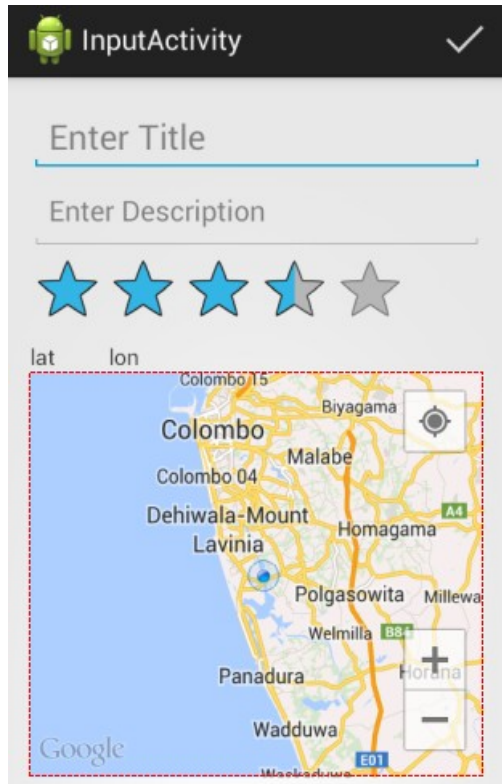 InputActivity
Enter Title
Enter Description
lat lon
Colombo 15
Biyagama
Colombo
Malabe
Colombo 04
A4
Dehiwala-Mount
Lavinia
Homagama
Polgasowita
Millewa
Welmilla
B84
Horana
Panadura
Wadduwa
Google
E01
Waskaduwa